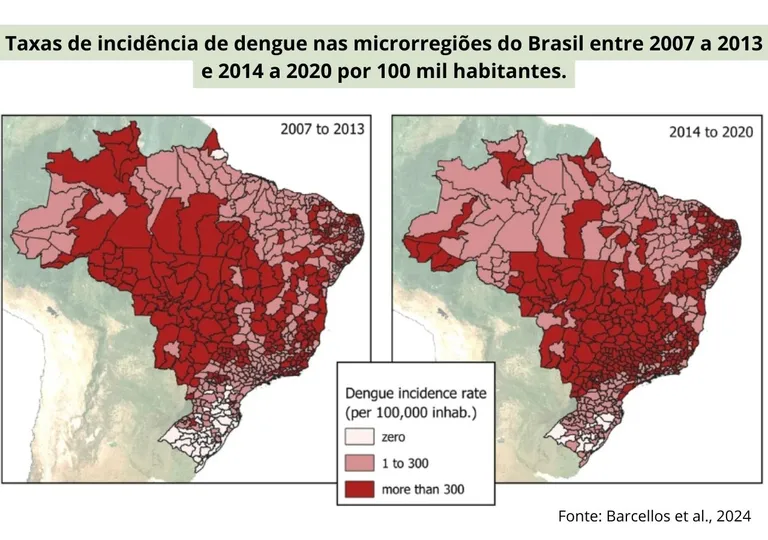 Taxas de incidência de dengue nas microrregiões do Brasil entre 2007 a 2013
e 2014 a 2020 por 100 mil habitantes.
2007 to 2013
2014 to 2020
Dengue incidence rate
(per 100,000 inhab.)
zero
1 to 300
more than 300
Fonte: Barcellos et al., 2024